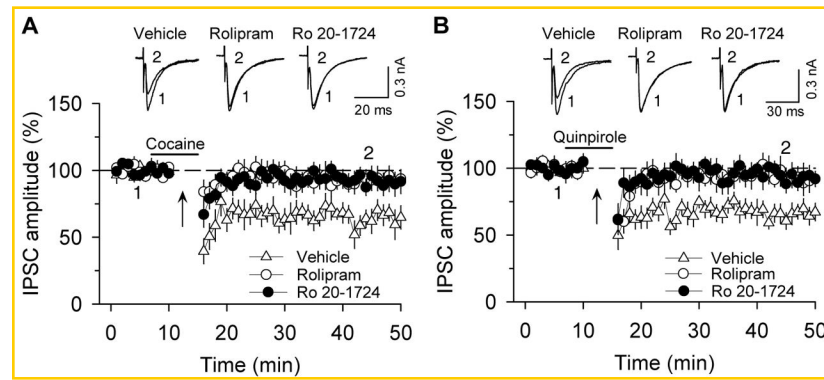 A
Vehicle Rolipram Ro 20-1724
2 2 2
1 1 1
0.3 nA
20 ms
IPSC amplitude (%)
150
100
50
0
Cocaine
1
2
Vehicle
Rolipram
Ro 20-1724
0 10 20 30 40 50
Time (min)
B
Vehicle Rolipram Ro 20-1724
2 2 2
1 1 1
0.3 nA
30 ms
IPSC amplitude (%)
150
100
50
0
Quinpirole
1
2
Vehicle
Rolipram
Ro 20-1724
0 10 20 30 40 50
Time (min)